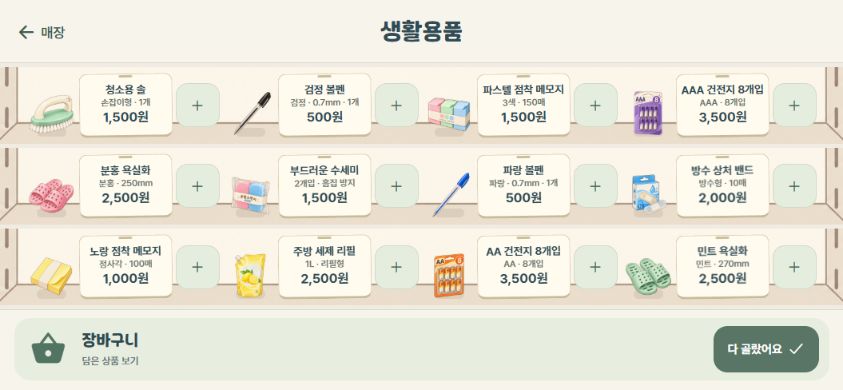 ← 매장
생활용품
청소용 솔
손잡이형 · 1개
1,500원
+
검정 볼펜
검정 · 0.7mm · 1개
500원
+
파스텔 점착 메모지
3색 · 150매
1,500원
+
AAA
8
AAA 건전지 8개입
AAA · 8개입
3,500원
+
분홍 욕실화
분홍 · 250mm
2,500원
+
부드러운 수세미
2개입 · 흠집 방지
1,500원
+
파랑 볼펜
파랑 · 0.7mm · 1개
500원
+
방수 상처 밴드
방수형 · 10매
2,000원
+
노랑 점착 메모지
정사각 · 100매
1,000원
+
주방 세제 리필
1L · 리필형
2,500원
+
AA
8
AA 건전지 8개입
AA · 8개입
3,500원
+
민트 욕실화
민트 · 270mm
2,500원
+
장바구니
담은 상품 보기
다 골랐어요 ✓